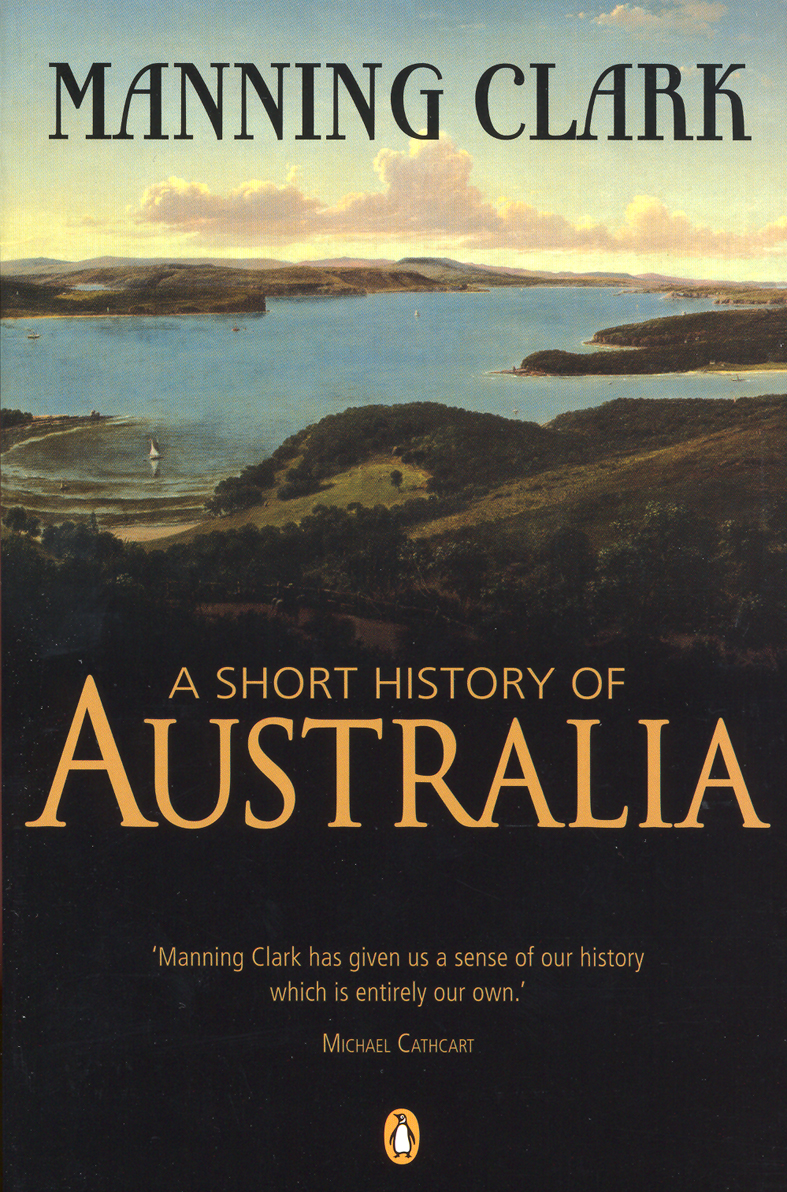 MANNING CLARK
A SHORT HISTORY OF
AUSTRALIA
‘Manning Clark has given us a sense of our history
which is entirely our own.’
MICHAEL CATHCART